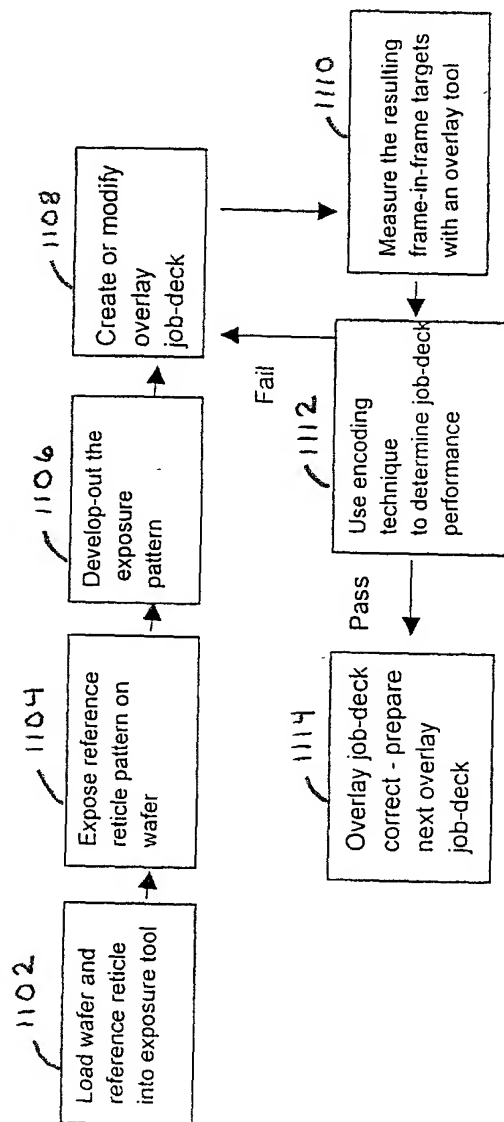 1102
Load wafer and
reference reticle
into exposure tool
1104
Expose reference
reticle pattern on
wafer
1106
Develop-out the
exposure
pattern
1108
Create or modify
overlay
job-deck
1110
Measure the resulting
frame-in-frame targets
with an overlay tool
1112
Use encoding
technique
to determine job-deck
performance
Fail
Pass
1114
Overlay job-deck
correct - prepare
next overlay
job-deck